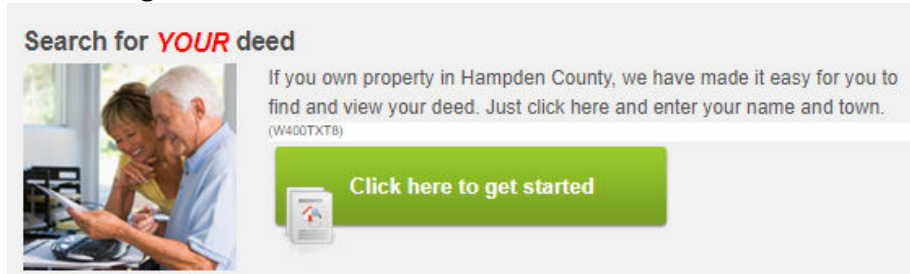 Search for YOUR deed
If you own property in Hampden County, we have made it easy for you to
find and view your deed. Just click here and enter your name and town.
(W400TXT8)
Click here to get started